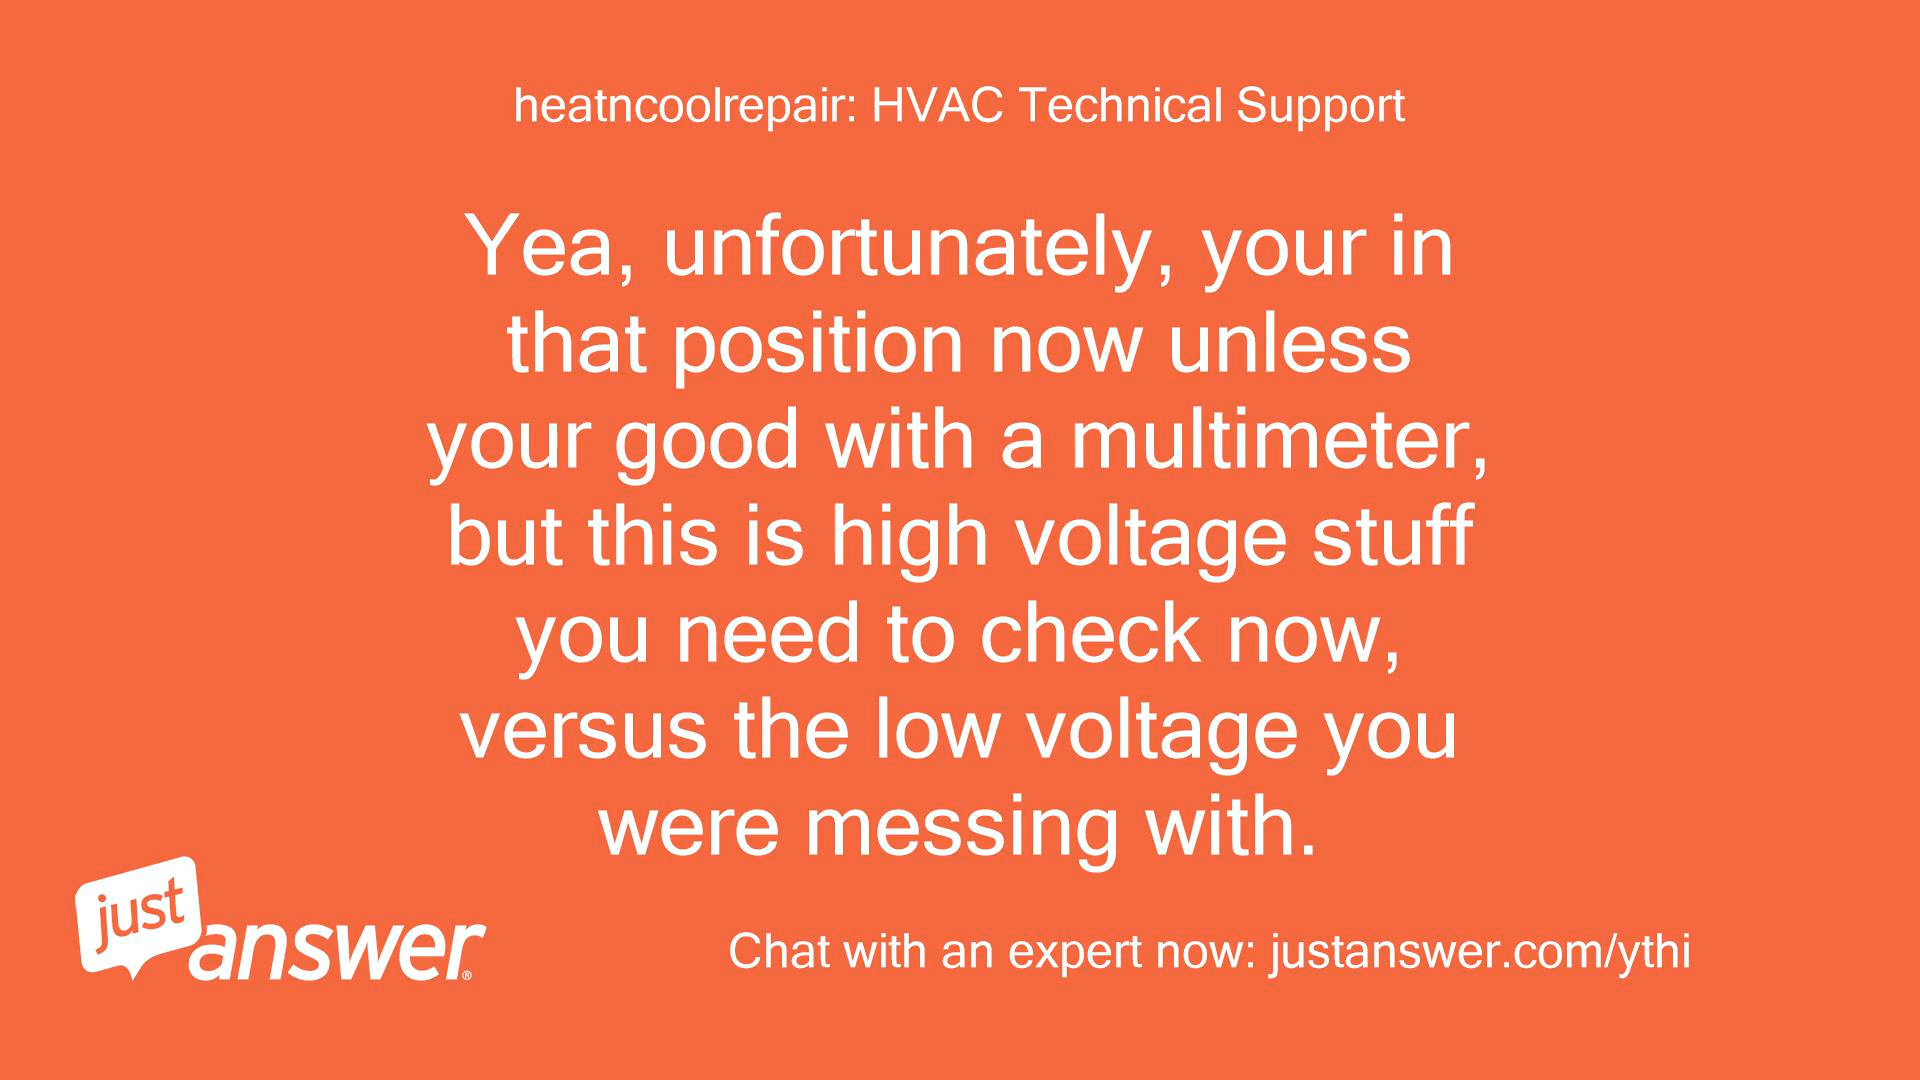 heatncoolrepair: HVAC Technical Support
Yea, unfortunately, your in
that position now unless
your good with a multimeter,
but this is high voltage stuff
you need to check now,
versus the low voltage you
were messing with.
just
answer®
Chat with an expert now: justanswer.com/ythi